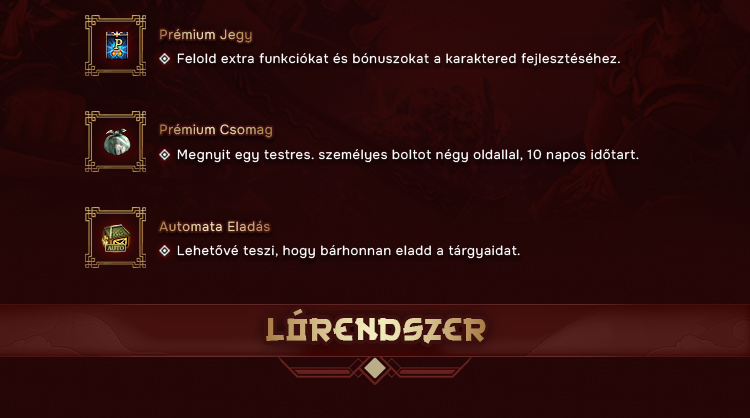 Prémium Jegy
Felold extra funkciókat és bónuszokat a karaktered fejlesztéséhez.
Prémium Csomag
Megnyit egy testres. személyes boltot négy oldallal, 10 napos időtart.
Automata Eladás
AUTO
Lehetővé teszi, hogy bárhonnan eladd a tárgyaidat.
LÓRENDSZER